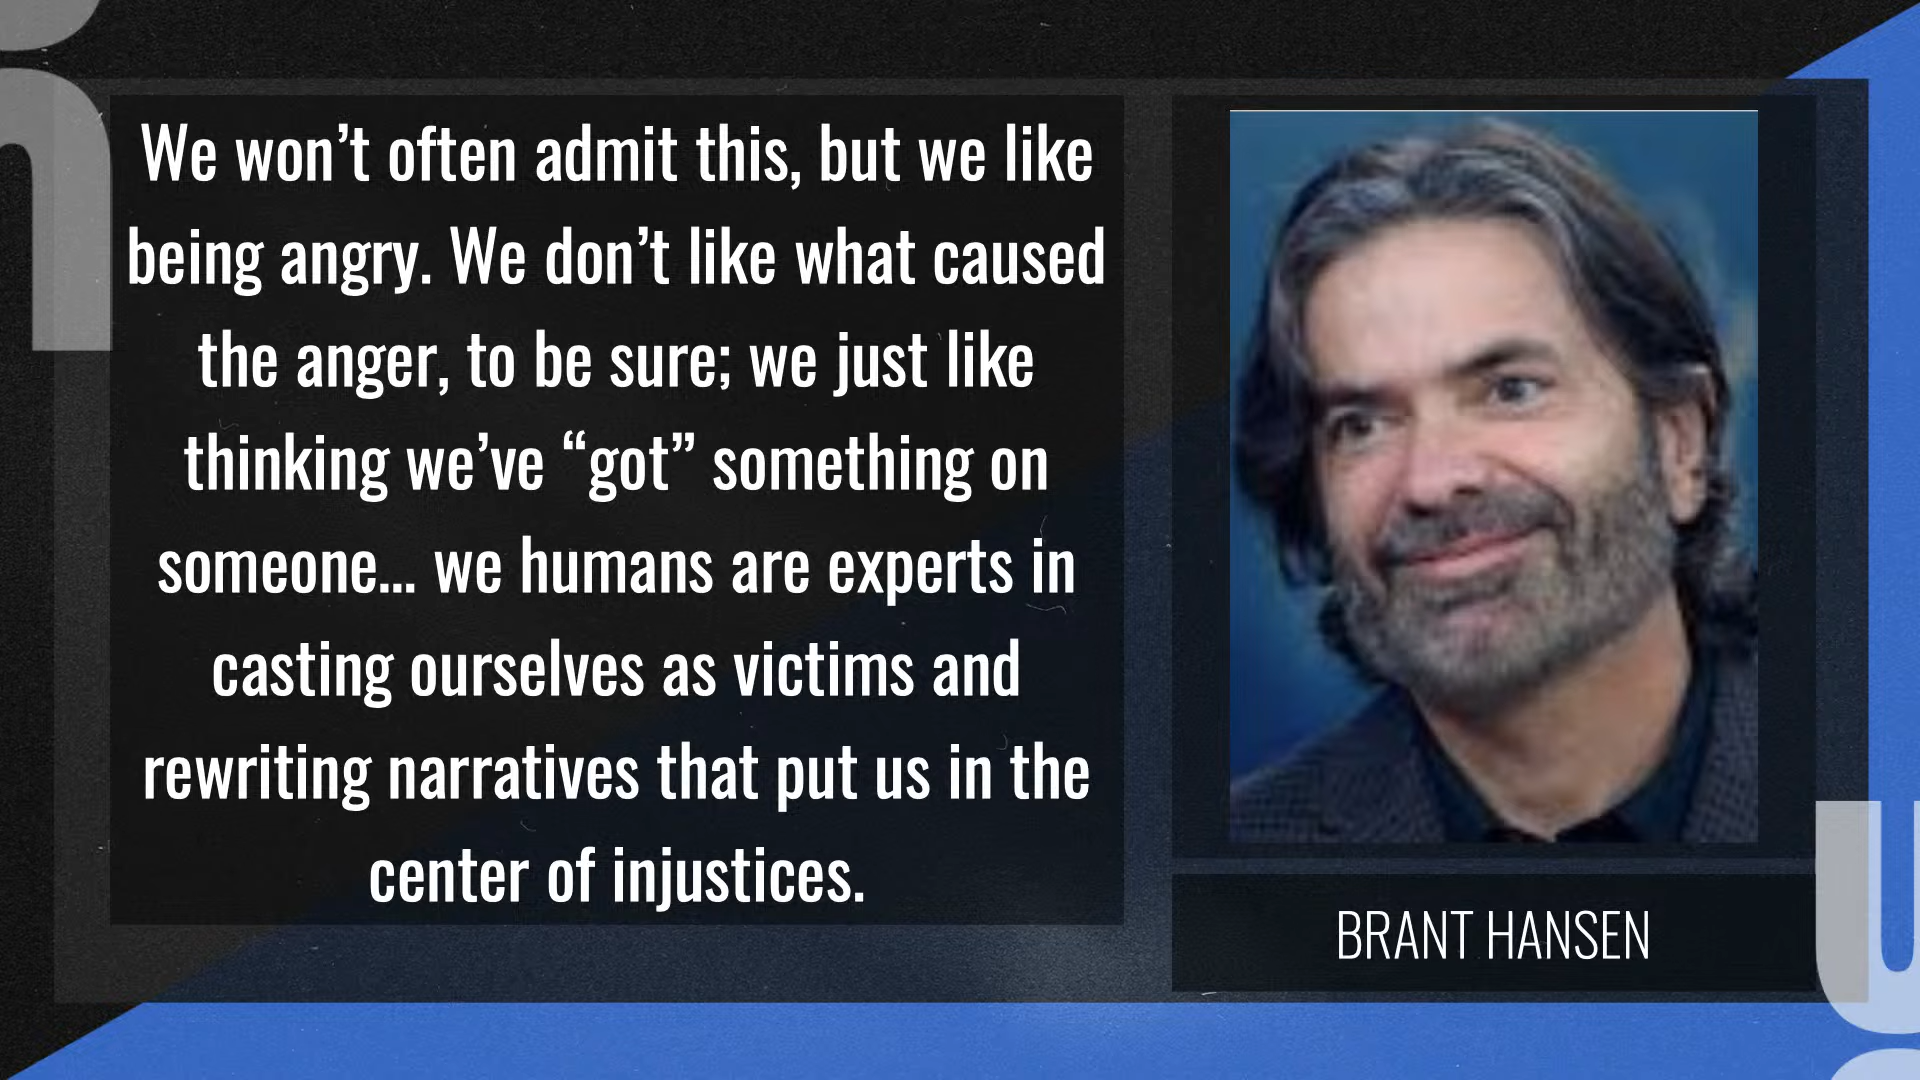 We won’t often admit this, but we like
being angry. We don’t like what caused
the anger, to be sure; we just like
thinking we’ve “got” something on
someone... we humans are experts in
casting ourselves as victims and
rewriting narratives that put us in the
center of injustices.
BRANT HANSEN